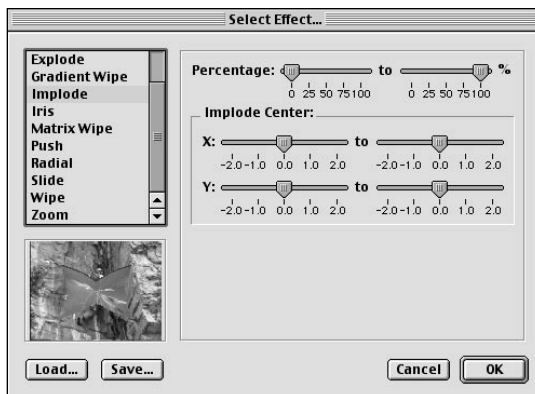 Select Effect...
Explode
Gradient Wipe
Implode
Iris
Matrix Wipe
Push
Radial
Slide
Wipe
Zoom
Percentage: to %
0 25 50 75 100 0 25 50 75 100
Implode Center:
X: to
-2.0 -1.0 0.0 1.0 2.0 -2.0 -1.0 0.0 1.0 2.0
Y: to
-2.0 -1.0 0.0 1.0 2.0 -2.0 -1.0 0.0 1.0 2.0
Load... Save... Cancel OK